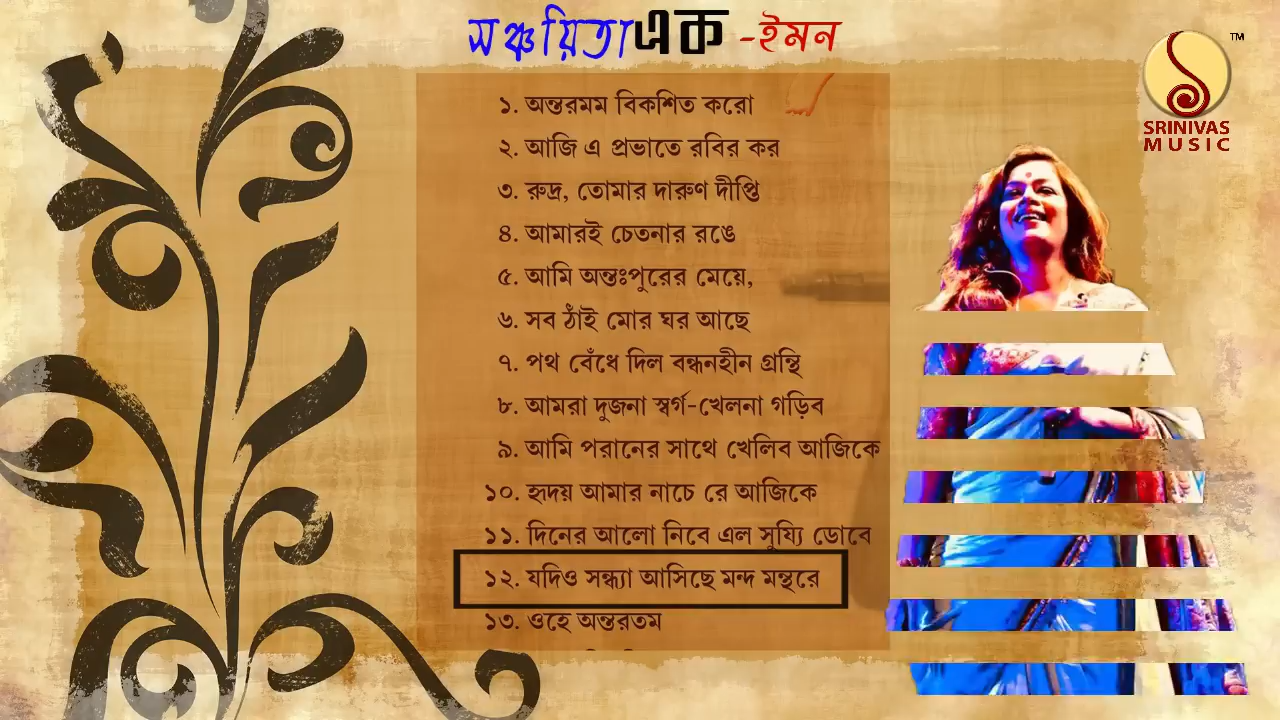 সঞ্চয়িতা এক -ইমন
TM
SRINIVAS
MUSIC
১. অন্তরমম বিকশিত করো
২. আজি এ প্রভাতে রবির কর
৩. রুদ্র, তোমার দারুণ দীপ্তি
৪. আমারই চেতনার রঙে
৫. আমি অন্তঃপুরের মেয়ে,
৬. সব ঠাঁই মোর ঘর আছে
৭. পথ বেঁধে দিল বন্ধনহীন গ্রন্থি
৮. আমরা দুজনা স্বর্গ-খেলনা গড়িব
৯. আমি পরানের সাথে খেলিব আজিকে
১০. হৃদয় আমার নাচে রে আজিকে
১১. দিনের আলো নিবে এল সুয্যি ডোবে
১২. যদিও সন্ধ্যা আসিছে মন্দ মন্থরে
১৩. ওহে অন্তরতম